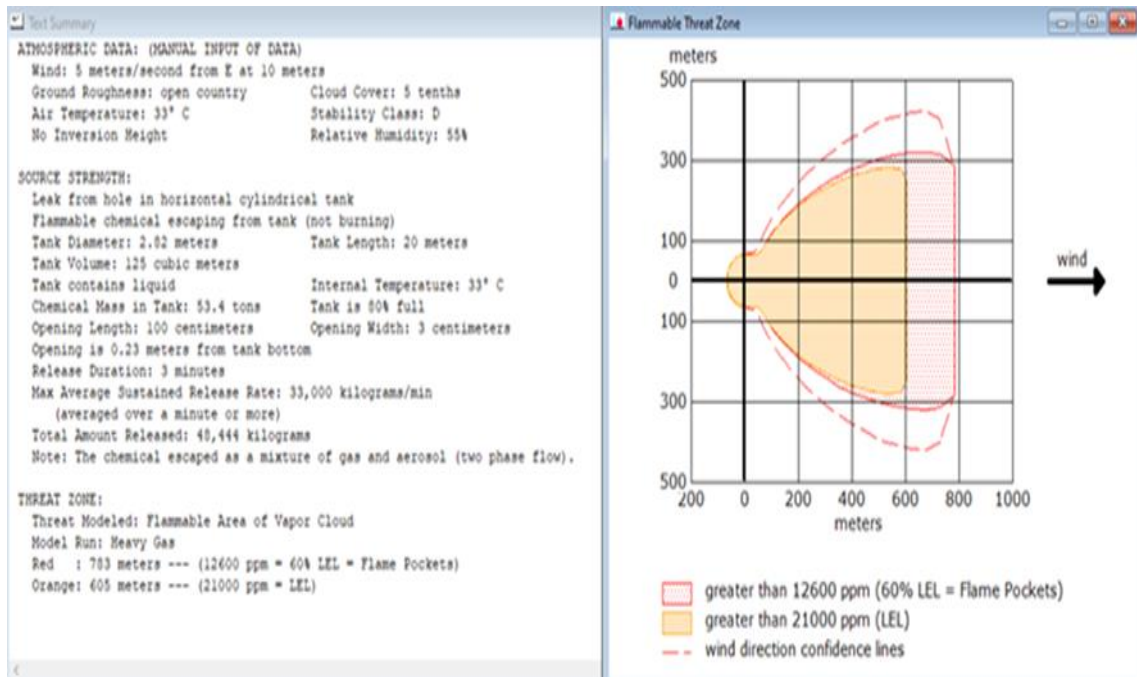 Text Summary
ATMOSPHERIC DATA: (MANUAL INPUT OF DATA)
Wind: 5 meters/second from E at 10 meters
Ground Roughness: open country Cloud Cover: 5 tenths
Air Temperature: 33° C Stability Class: D
No Inversion Height Relative Humidity: 55%
SOURCE STRENGTH:
Leak from hole in horizontal cylindrical tank
Flammable chemical escaping from tank (not burning)
Tank Diameter: 2.82 meters Tank Length: 20 meters
Tank Volume: 125 cubic meters
Tank contains liquid Internal Temperature: 33° C
Chemical Mass in Tank: 53.4 tons Tank is 80% full
Opening Length: 100 centimeters Opening Width: 3 centimeters
Opening is 0.23 meters from tank bottom
Release Duration: 3 minutes
Max Average Sustained Release Rate: 33,000 kilograms/min
(averaged over a minute or more)
Total Amount Released: 48,444 kilograms
Note: The chemical escaped as a mixture of gas and aerosol (two phase flow).
THREAT ZONE:
Threat Modeled: Flammable Area of Vapor Cloud
Model Run: Heavy Gas
Red : 783 meters --- (12600 ppm = 60% LEL = Flame Pockets)
Orange: 605 meters --- (21000 ppm = LEL)
Flammable Threat Zone
meters
500
300
100
0
100
300
500
200 0 200 400 600 800 1000
meters
wind
greater than 12600 ppm (60% LEL = Flame Pockets)
greater than 21000 ppm (LEL)
wind direction confidence lines